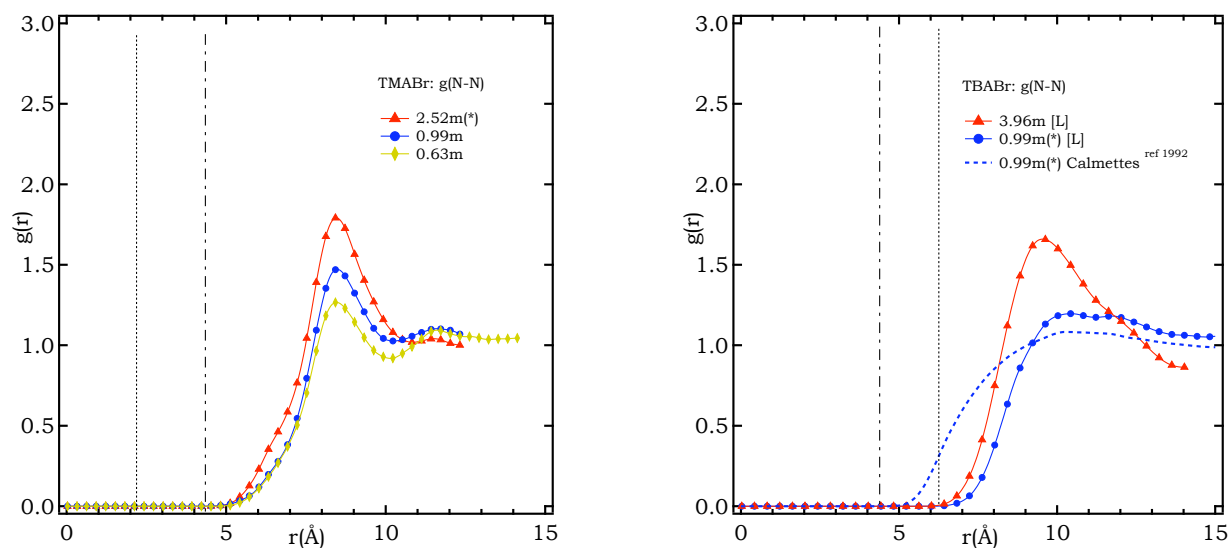 3.0
2.5
2.0
1.5
1.0
0.5
0.0
g(r)
TMABr: g(N-N)
2.52m(*)
0.99m
0.63m
0
5
10
15
r(Å)
3.0
2.5
2.0
1.5
1.0
0.5
0.0
g(r)
TBABr: g(N-N)
3.96m [L]
0.99m(*) [L]
0.99m(*) Calmettes ref 1992
0
5
10
15
r(Å)